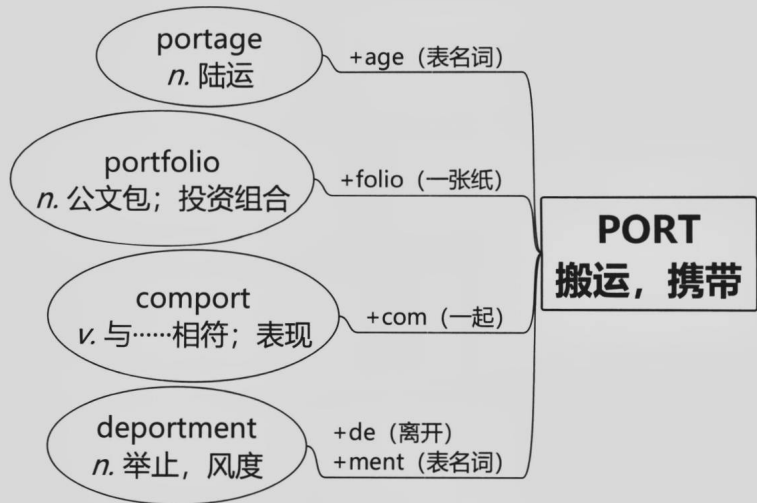 portage
n. 陆运
+age（表名词）
portfolio
n. 公文包；投资组合
+folio（一张纸）
PORT
搬运，携带
comport
v. 与……相符；表现
+com（一起）
deportment
n. 举止，风度
+de（离开）
+ment（表名词）